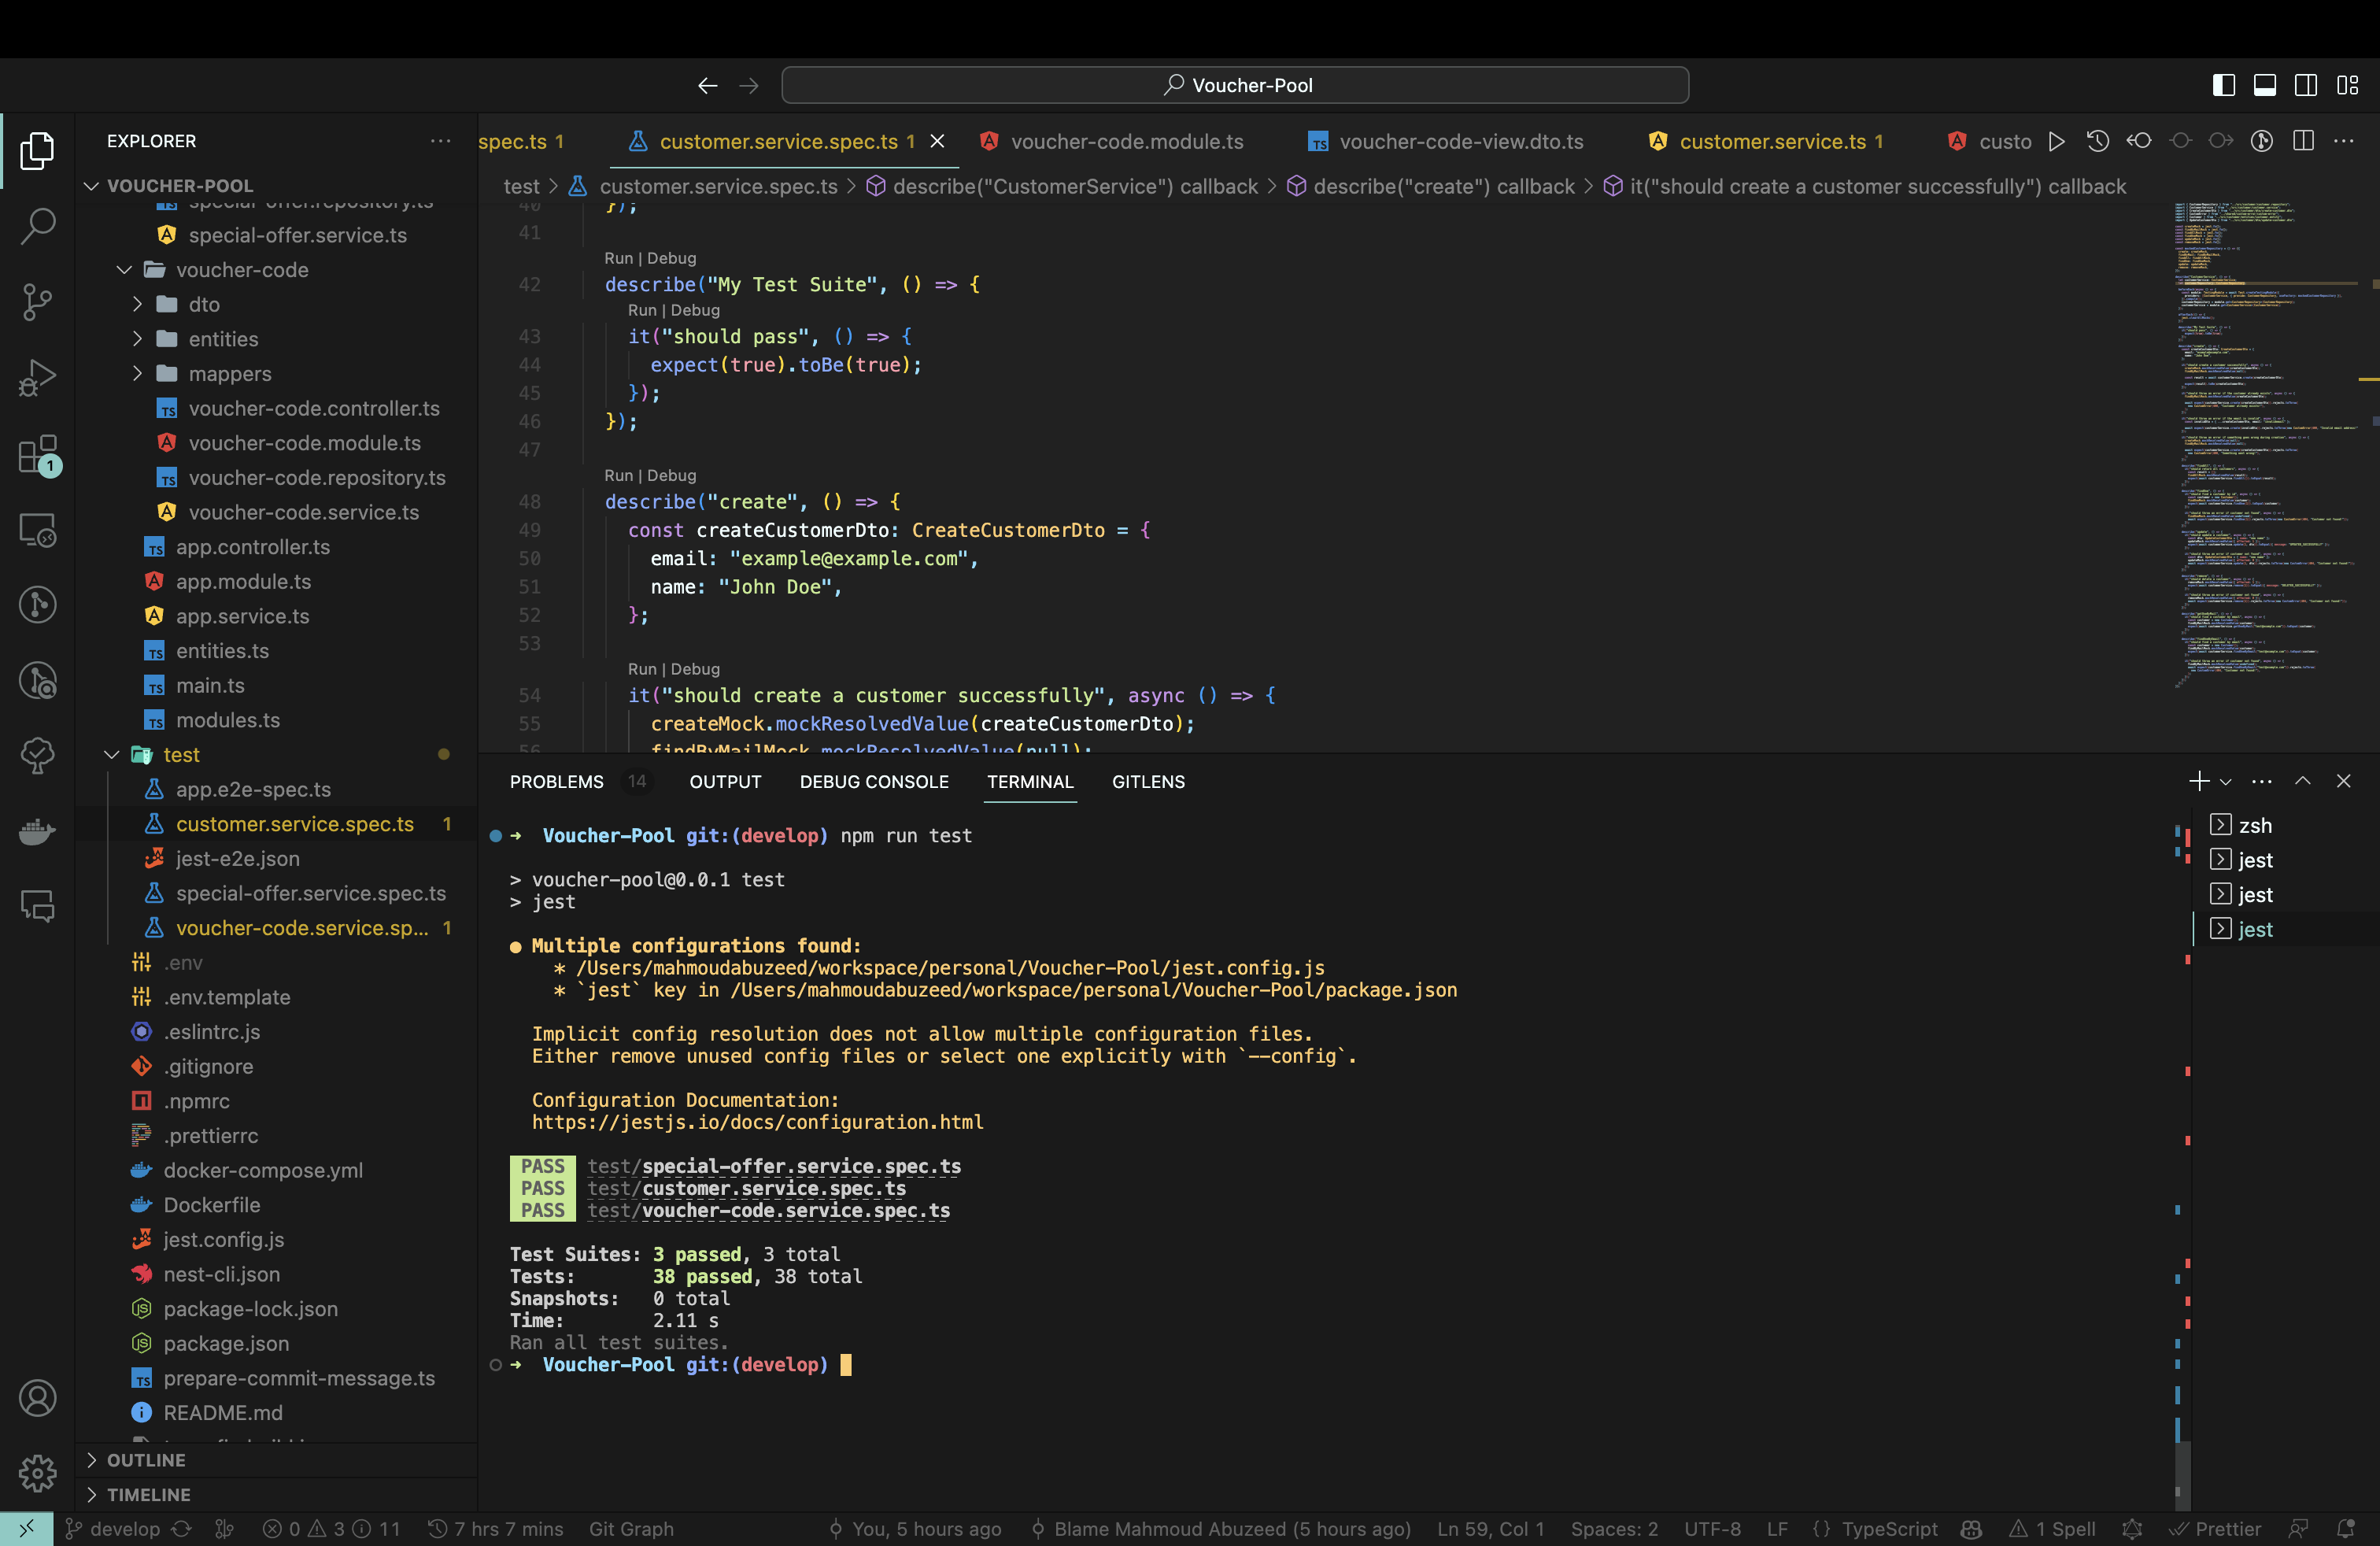 Voucher-Pool
EXPLORER
VOUCHER-POOL
special-offer.repository.ts
special-offer.service.ts
voucher-code
dto
entities
mappers
voucher-code.controller.ts
voucher-code.module.ts
voucher-code.repository.ts
voucher-code.service.ts
app.controller.ts
app.module.ts
app.service.ts
entities.ts
main.ts
modules.ts
test
app.e2e-spec.ts
customer.service.spec.ts 1
jest-e2e.json
special-offer.service.spec.ts
voucher-code.service.sp... 1
.env
.env.template
.eslintrc.js
.gitignore
.npmrc
.prettierrc
docker-compose.yml
Dockerfile
jest.config.js
nest-cli.json
package-lock.json
package.json
prepare-commit-message.ts
README.md
OUTLINE
TIMELINE
1
spec.ts 1 customer.service.spec.ts 1 voucher-code.module.ts voucher-code-view.dto.ts customer.service.ts 1 custo
test > customer.service.spec.ts > describe("CustomerService") callback > describe("create") callback > it("should create a customer successfully") callback
40 });
41
Run | Debug
42 describe("My Test Suite", () => {
Run | Debug
43 it("should pass", () => {
44 expect(true).toBe(true);
45 });
46 });
47
Run | Debug
48 describe("create", () => {
49 const createCustomerDto: CreateCustomerDto = {
50 email: "example@example.com",
51 name: "John Doe",
52 };
53
Run | Debug
54 it("should create a customer successfully", async () => {
55 createMock.mockResolvedValue(createCustomerDto);
56 findByMailMock.mockResolvedValue(null);
PROBLEMS 14 OUTPUT DEBUG CONSOLE TERMINAL GITLENS
➜ Voucher-Pool git:(develop) npm run test
> voucher-pool@0.0.1 test
> jest
● Multiple configurations found:
* /Users/mahmoudabuzeed/workspace/personal/Voucher-Pool/jest.config.js
* `jest` key in /Users/mahmoudabuzeed/workspace/personal/Voucher-Pool/package.json
Implicit config resolution does not allow multiple configuration files.
Either remove unused config files or select one explicitly with `--config`.
Configuration Documentation:
https://jestjs.io/docs/configuration.html
PASS test/special-offer.service.spec.ts
PASS test/customer.service.spec.ts
PASS test/voucher-code.service.spec.ts
Test Suites: 3 passed, 3 total
Tests: 38 passed, 38 total
Snapshots: 0 total
Time: 2.11 s
Ran all test suites.
➜ Voucher-Pool git:(develop)
zsh
jest
jest
jest
develop 0 3 11 7 hrs 7 mins Git Graph You, 5 hours ago Blame Mahmoud Abuzeed (5 hours ago) Ln 59, Col 1 Spaces: 2 UTF-8 LF {} TypeScript 1 Spell Prettier